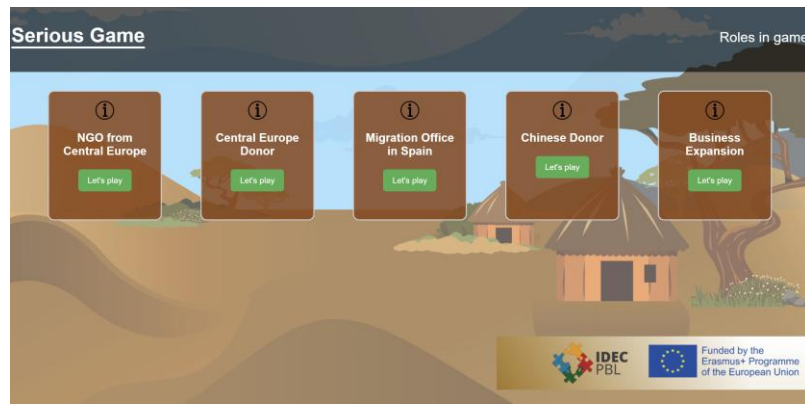 Serious Game
Roles in game
NGO from
Central Europe
Let's play
Central Europe
Donor
Let's play
Migration Office
in Spain
Let's play
Chinese Donor
Let's play
Business
Expansion
Let's play
IDEC
PBL
Funded by the
Erasmus+ Programme
of the European Union